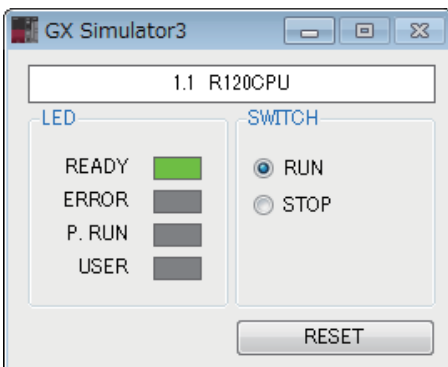 GX Simulator3
1.1 R120CPU
LED
READY
ERROR
P. RUN
USER
SWITCH
RUN
STOP
RESET